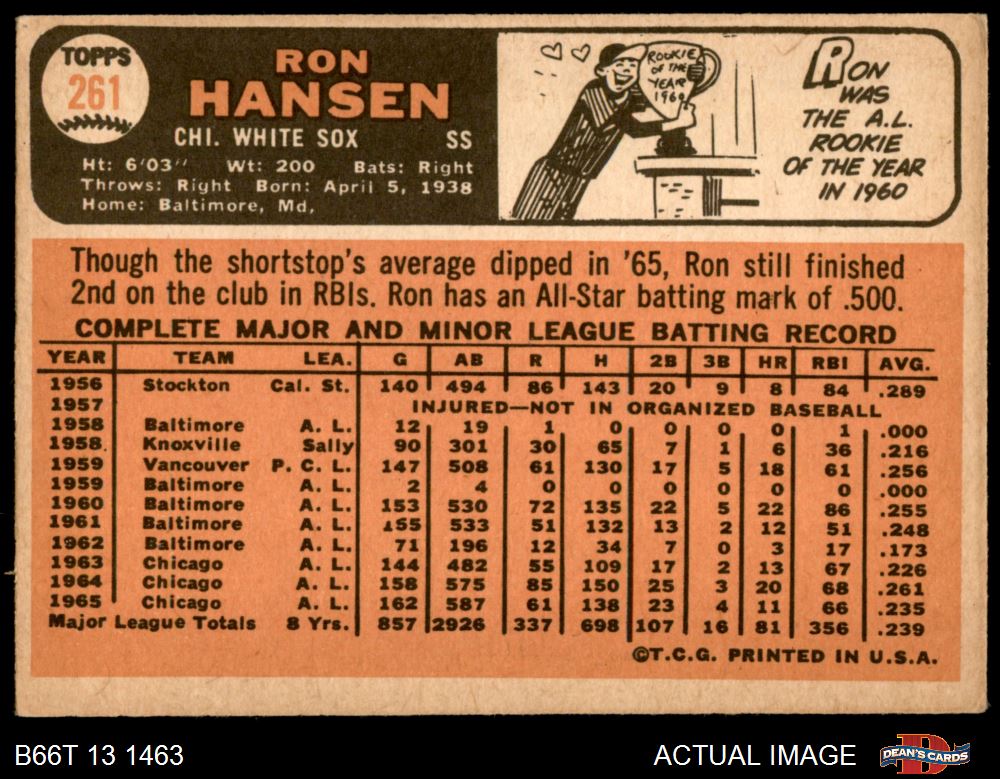 TOPPS
261
RON
HANSEN
CHI. WHITE SOX SS
Ht: 6'03" Wt: 200 Bats: Right
Throws: Right Born: April 5, 1938
Home: Baltimore, Md,
ROOKIE
OF THE
YEAR
1960
RON
WAS
THE A.L.
ROOKIE
OF THE YEAR
IN 1960
Though the shortstop's average dipped in '65, Ron still finished
2nd on the club in RBIs. Ron has an All-Star batting mark of .500.
COMPLETE MAJOR AND MINOR LEAGUE BATTING RECORD
YEAR TEAM LEA. G AB R H 2B 3B HR RBI AVG.
1956 Stockton Cal. St. 140 494 86 143 20 9 8 84 .289
1957 INJURED—NOT IN ORGANIZED BASEBALL
1958 Baltimore A. L. 12 19 1 0 0 0 0 1 .000
1958. Knoxville Sally 90 301 30 65 7 1 6 36 .216
1959 Vancouver P. C. L. 147 508 61 130 17 5 18 61 .256
1959 Baltimore A. L. 2 4 0 0 0 0 0 0 .000
1960 Baltimore A. L. 153 530 72 135 22 5 22 86 .255
1961 Baltimore A. L. 155 533 51 132 13 2 12 51 .248
1962 Baltimore A. L. 71 196 12 34 7 0 3 17 .173
1963 Chicago A. L. 144 482 55 109 17 2 13 67 .226
1964 Chicago A. L. 158 575 85 150 25 3 20 68 .261
1965 Chicago A. L. 162 587 61 138 23 4 11 66 .235
Major League Totals 8 Yrs. 857 2926 337 698 107 16 81 356 .239
©T.C.G. PRINTED IN U.S.A.
B66T 13 1463 ACTUAL IMAGE DEAN'S CARDS